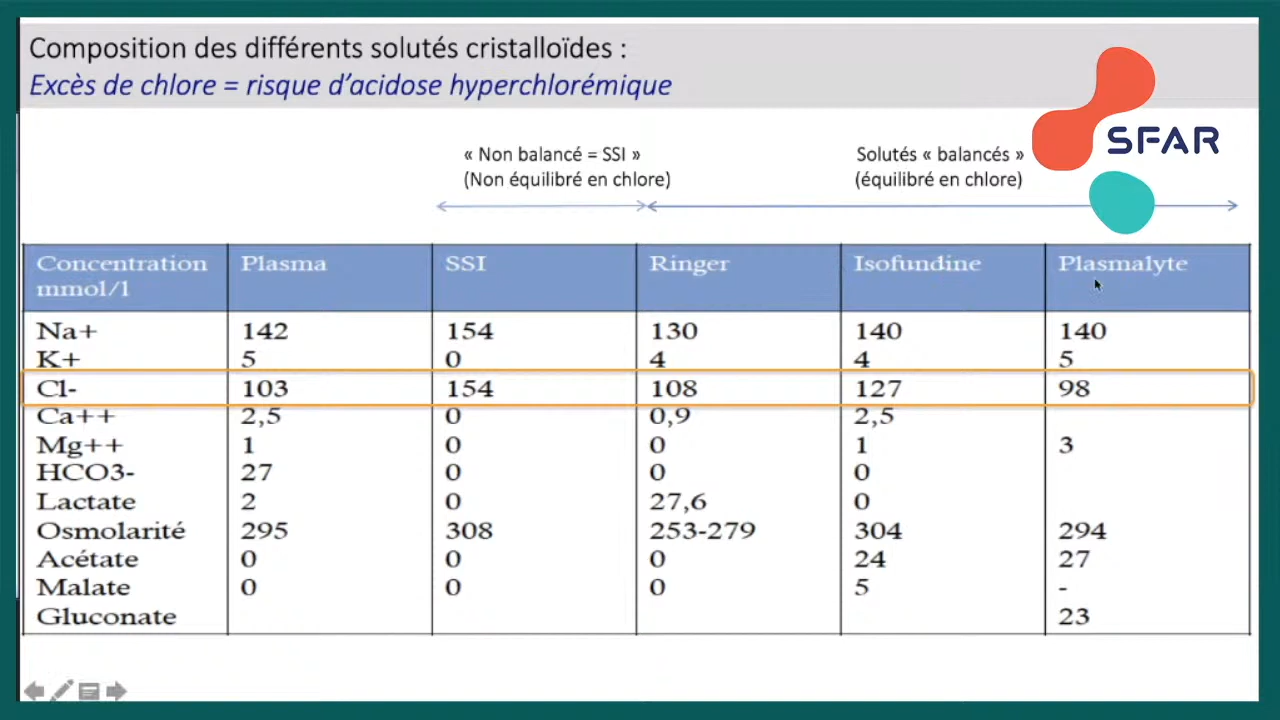 Composition des différents solutés cristalloïdes :
Excès de chlore = risque d'acidose hyperchlorémique
SFAR
« Non balancé = SSI »
(Non équilibré en chlore)
Solutés « balancés »
(équilibré en chlore)
Concentration mmol/l Plasma SSI Ringer Isofundine Plasmalyte
Na+ 142 154 130 140 140
K+ 5 0 4 4 5
Cl- 103 154 108 127 98
Ca++ 2,5 0 0,9 2,5
Mg++ 1 0 0 1 3
HCO3- 27 0 0 0
Lactate 2 0 27,6 0
Osmolarité 295 308 253-279 304 294
Acétate 0 0 0 24 27
Malate 0 0 0 5 -
Gluconate 23